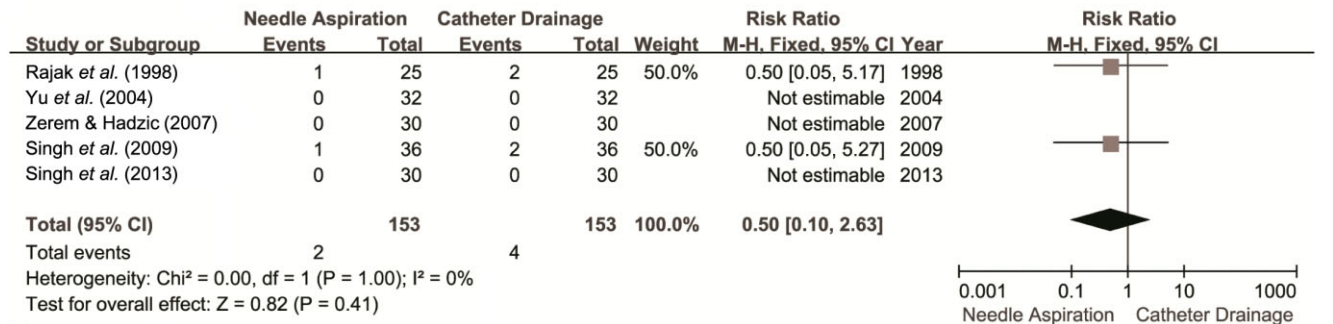 Needle Aspiration Catheter Drainage Risk Ratio Risk Ratio
Study or Subgroup Events Total Events Total Weight M-H, Fixed, 95% CI Year M-H, Fixed, 95% CI
Rajak et al. (1998) 1 25 2 25 50.0% 0.50 [0.05, 5.17] 1998
Yu et al. (2004) 0 32 0 32 Not estimable 2004
Zerem & Hadzic (2007) 0 30 0 30 Not estimable 2007
Singh et al. (2009) 1 36 2 36 50.0% 0.50 [0.05, 5.27] 2009
Singh et al. (2013) 0 30 0 30 Not estimable 2013
Total (95% CI) 153 153 100.0% 0.50 [0.10, 2.63]
Total events 2 4
Heterogeneity: Chi² = 0.00, df = 1 (P = 1.00); I² = 0%
Test for overall effect: Z = 0.82 (P = 0.41)
0.001 0.1 1 10 1000
Needle Aspiration Catheter Drainage